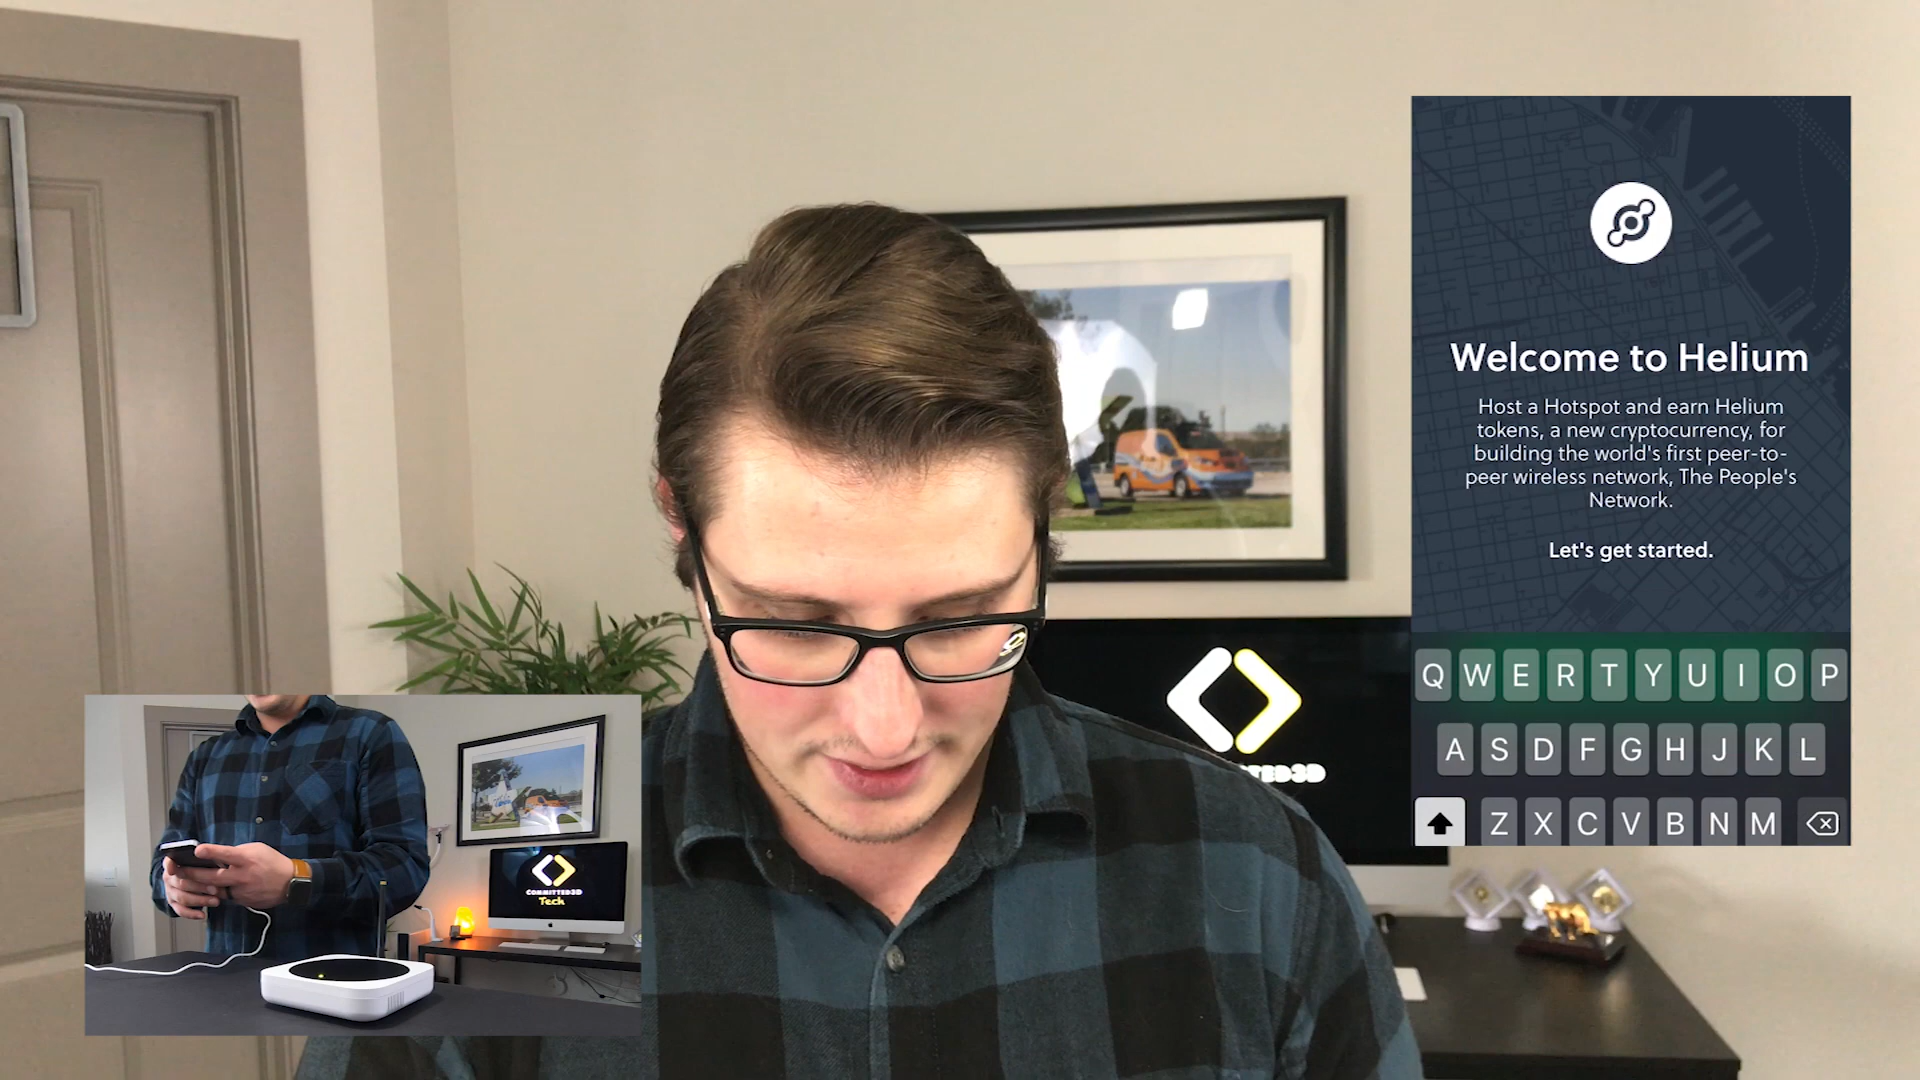 Welcome to Helium
Host a Hotspot and earn Helium
tokens, a new cryptocurrency, for
building the world's first peer-to-
peer wireless network, The People's
Network.
Let's get started.
Q W E R T Y U I O P
A S D F G H J K L
Z X C V B N M
COMMITTED3D
Tech